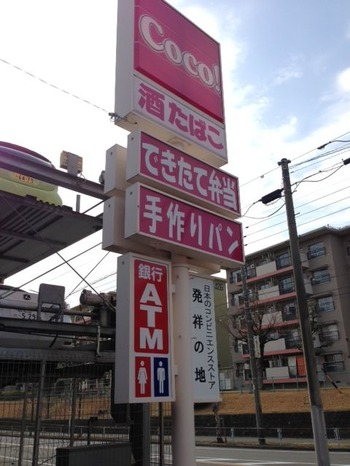 Coco!
酒たばこ
できたて弁当
手作りパン
銀行
ATM
日本のコンビニエンスストア
発祥の地